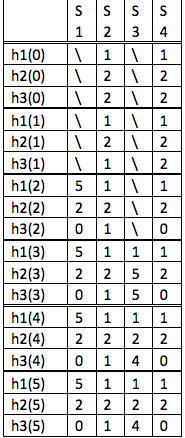 S S S S
1 2 3 4
h1(0) \ 1 \ 1
h2(0) \ 2 \ 2
h3(0) \ 2 \ 2
h1(1) \ 1 \ 1
h2(1) \ 2 \ 2
h3(1) \ 1 \ 2
h1(2) 5 1 \ 1
h2(2) 2 2 \ 2
h3(2) 0 1 \ 0
h1(3) 5 1 1 1
h2(3) 2 2 5 2
h3(3) 0 1 5 0
h1(4) 5 1 1 1
h2(4) 2 2 2 2
h3(4) 0 1 4 0
h1(5) 5 1 1 1
h2(5) 2 2 2 2
h3(5) 0 1 4 0